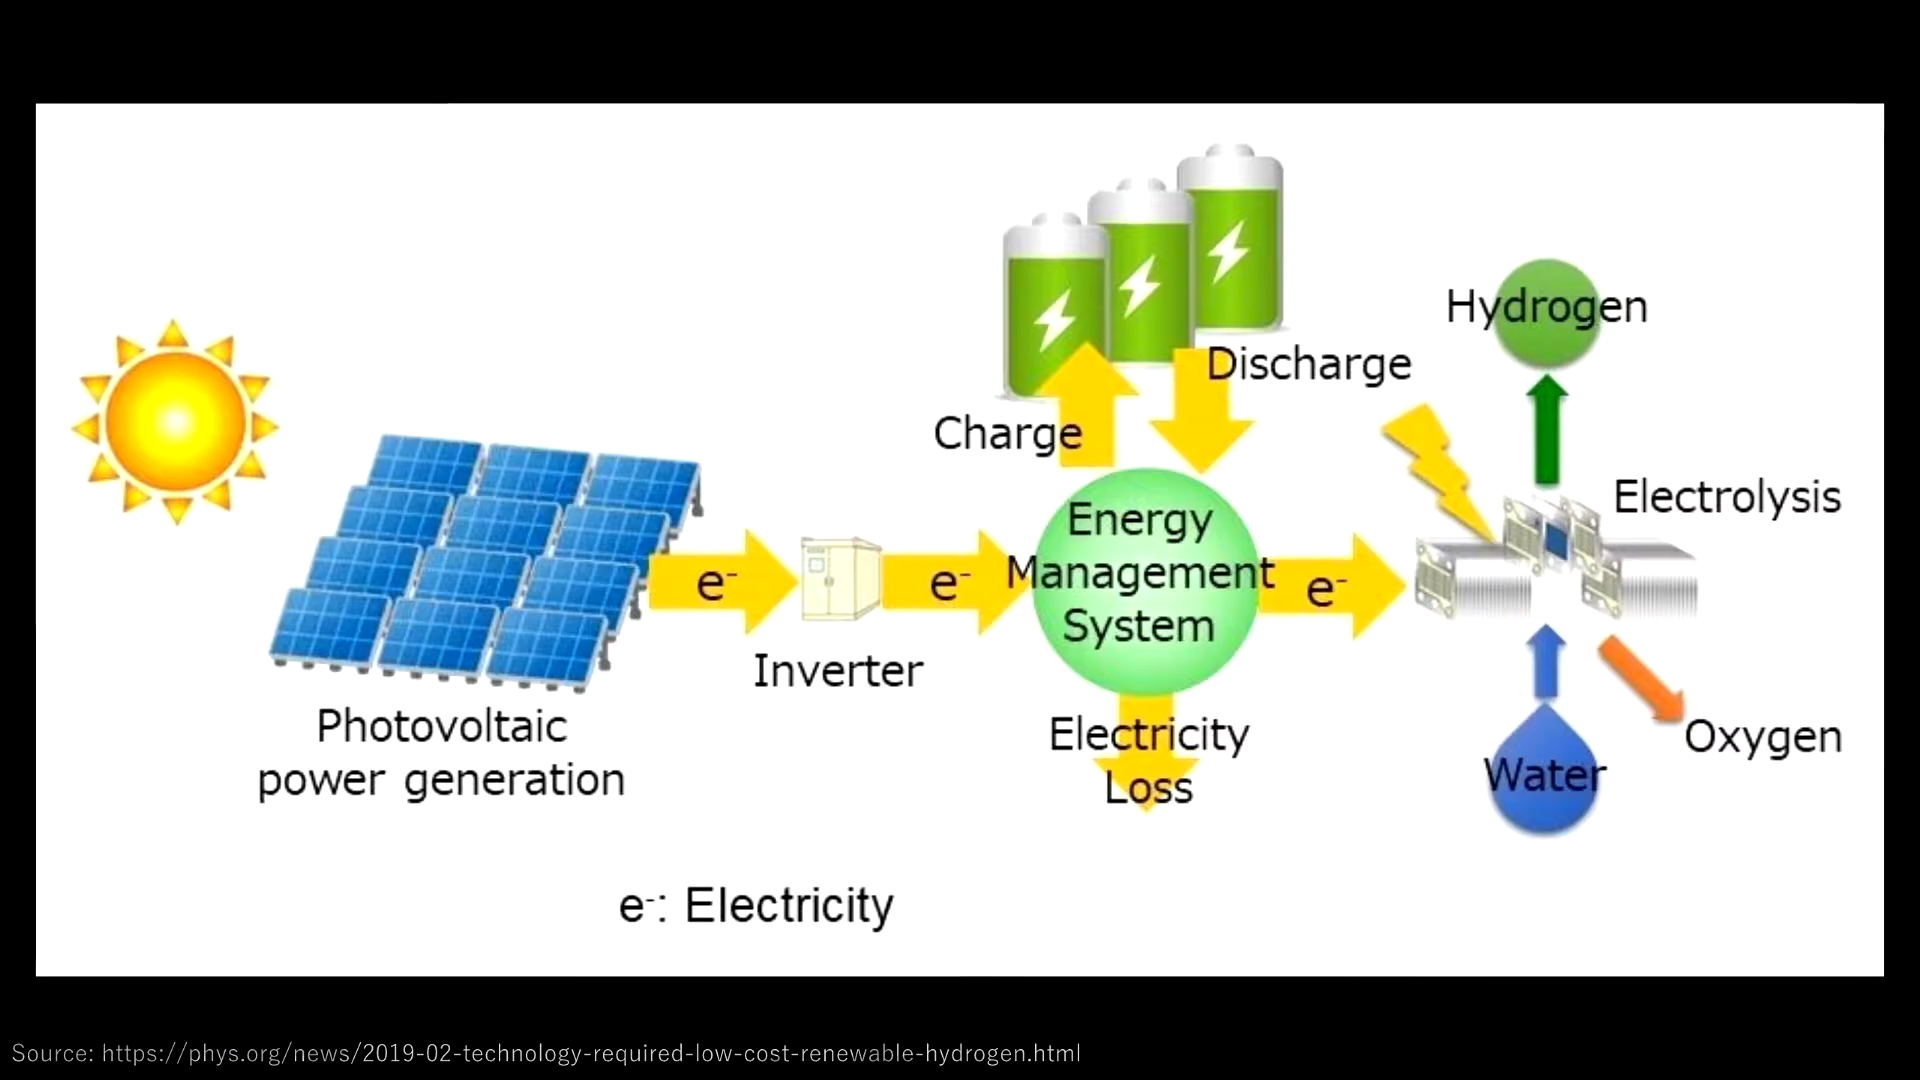 Hydrogen
Discharge
Charge
Electrolysis
Energy
Management
System
e-
e-
e-
Inverter
Photovoltaic
power generation
Electricity
Loss
Water
Oxygen
e-: Electricity
Source: https://phys.org/news/2019-02-technology-required-low-cost-renewable-hydrogen.html